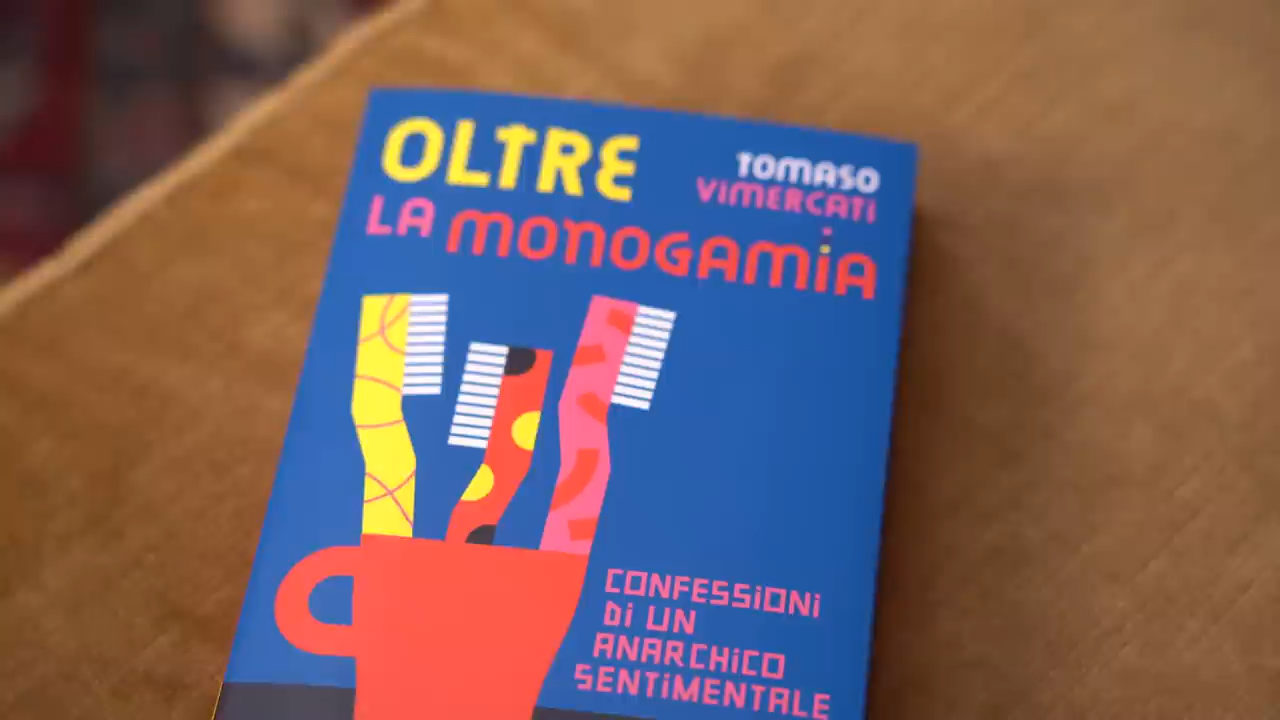 OLTRE
LA MONOGAMIA
TOMASO
VIMERCATI
CONFESSIONI
DI UN
ANARCHICO
SENTIMENTALE